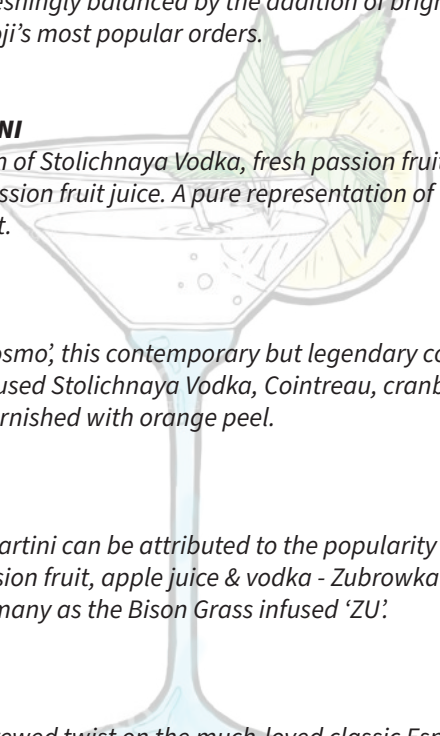 eshingly balanced by the addition of brigh
oji’s most popular orders.
NI
n of Stolichnaya Vodka, fresh passion fruit
ssion fruit juice. A pure representation of
t.
osmo’, this contemporary but legendary co
used Stolichnaya Vodka, Cointreau, cranb
rnished with orange peel.
artini can be attributed to the popularity
sion fruit, apple juice & vodka - Zubrowka
many as the Bison Grass infused ‘ZU’.
rewed twist on the much-loved classic Esp